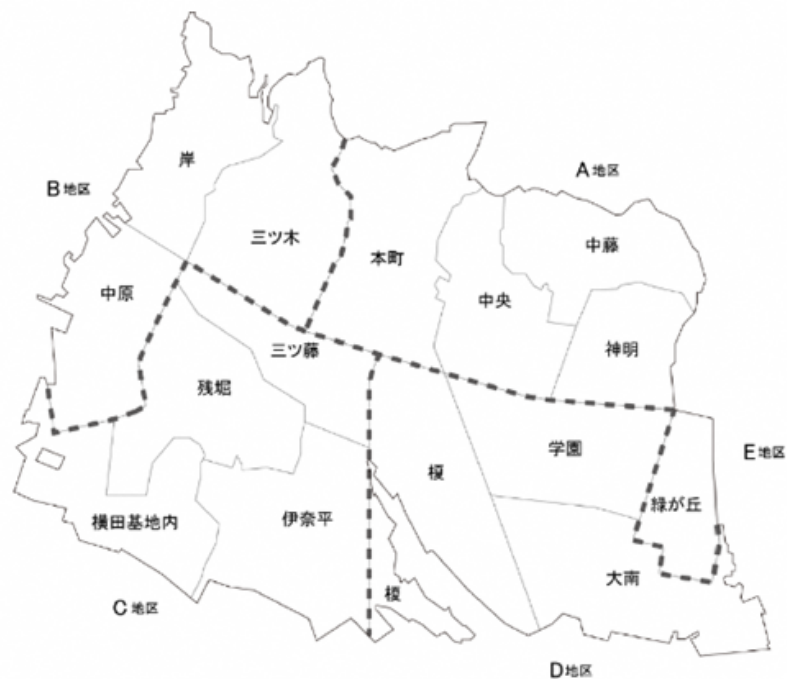 岸
A地区
B地区
三ツ木
中藤
本町
中原
中央
三ツ藤
神明
残堀
学園
E地区
榎
緑が丘
伊奈平
横田基地内
大南
榎
C地区
D地区